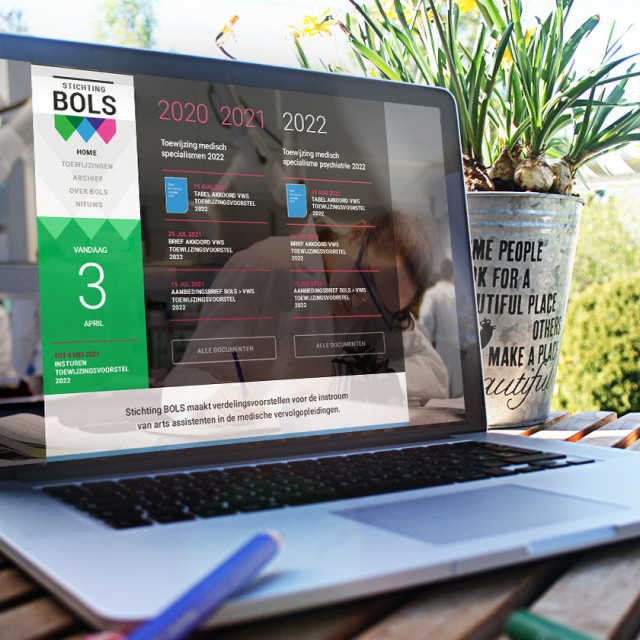 STICHTING
BOLS
HOME
TOEWIJZINGEN
ARCHIEF
OVER BOLS
NIEUWS
VANDAAG
3
APRIL
TOT 4 MEI 2021
INSTUREN
TOEWIJZINGSVOORSTEL
2022
2020 2021 2022
Toewijzing medisch
specialismen 2022
19 AUG 2021
TABEL AKKOORD VWS
TOEWIJZINGSVOORSTEL
2022
29 JUL 2021
BRIEF AKKOORD VWS
TOEWIJZINGSVOORSTEL
2022
15 JUL 2021
AANBIEDINGSBRIEF BOLS > VWS
TOEWIJZINGSVOORSTEL
2022
ALLE DOCUMENTEN
Toewijzing medisch
specialisme psychiatrie 2022
19 AUG 2021
TABEL AKKOORD VWS
TOEWIJZINGSVOORSTEL
2022
BRIEF AKKOORD VWS
TOEWIJZINGSVOORSTEL
2022
15 JUL 2021
AANBIEDINGSBRIEF BOLS > VWS
TOEWIJZINGSVOORSTEL
2022
ALLE DOCUMENTEN
Stichting BOLS maakt verdelingsvoorstellen voor de instroom
van arts assistenten in de medische vervolgopleidingen.
ME PEOPLE
OK FOR A
AUTIFUL PLACE
OTHER
MAKE A PLA
autiful